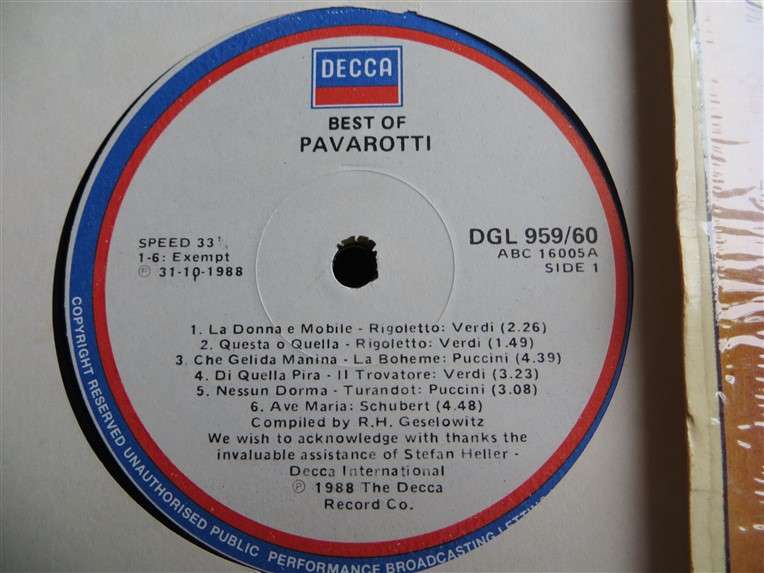 DECCA
BEST OF
PAVAROTTI
SPEED 33⅓
1-6: Exempt
Ⓟ 31-10-1988
DGL 959/60
ABC 16005A
SIDE 1
1. La Donna e Mobile - Rigoletto: Verdi (2.26)
2. Questa o Quella - Rigoletto: Verdi (1.49)
3. Che Gelida Manina - La Boheme: Puccini (4.39)
4. Di Quella Pira - Il Trovatore: Verdi (3.23)
5. Nessun Dorma - Turandot: Puccini (3.08)
6. Ave Maria: Schubert (4.48)
Compiled by R.H. Geselowitz
We wish to acknowledge with thanks the
invaluable assistance of Stefan Heller -
Decca International
Ⓟ 1988 The Decca
Record Co.
COPYRIGHT RESERVED UNAUTHORISED PUBLIC PERFORMANCE BROADCASTING